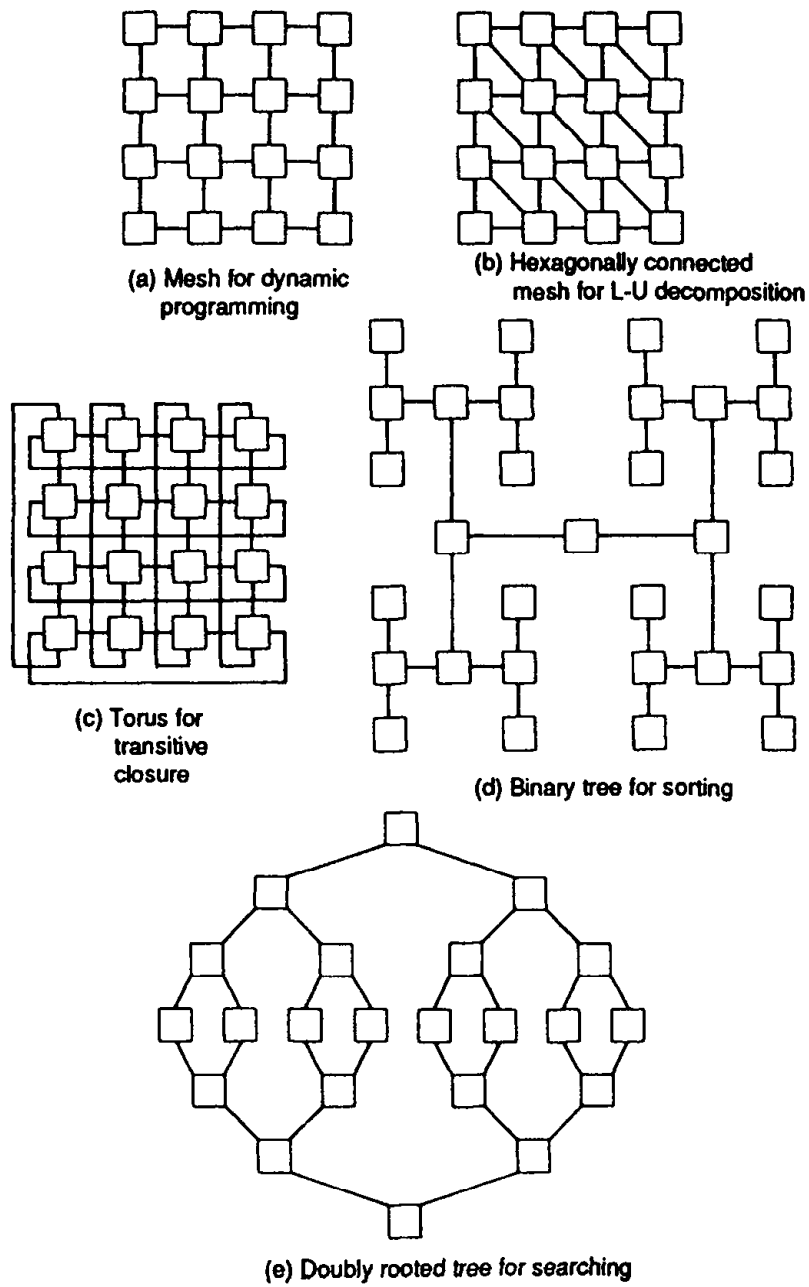 (a) Mesh for dynamic
programming
(b) Hexagonally connected
mesh for L-U decomposition
(c) Torus for
transitive
closure
(d) Binary tree for sorting
(e) Doubly rooted tree for searching